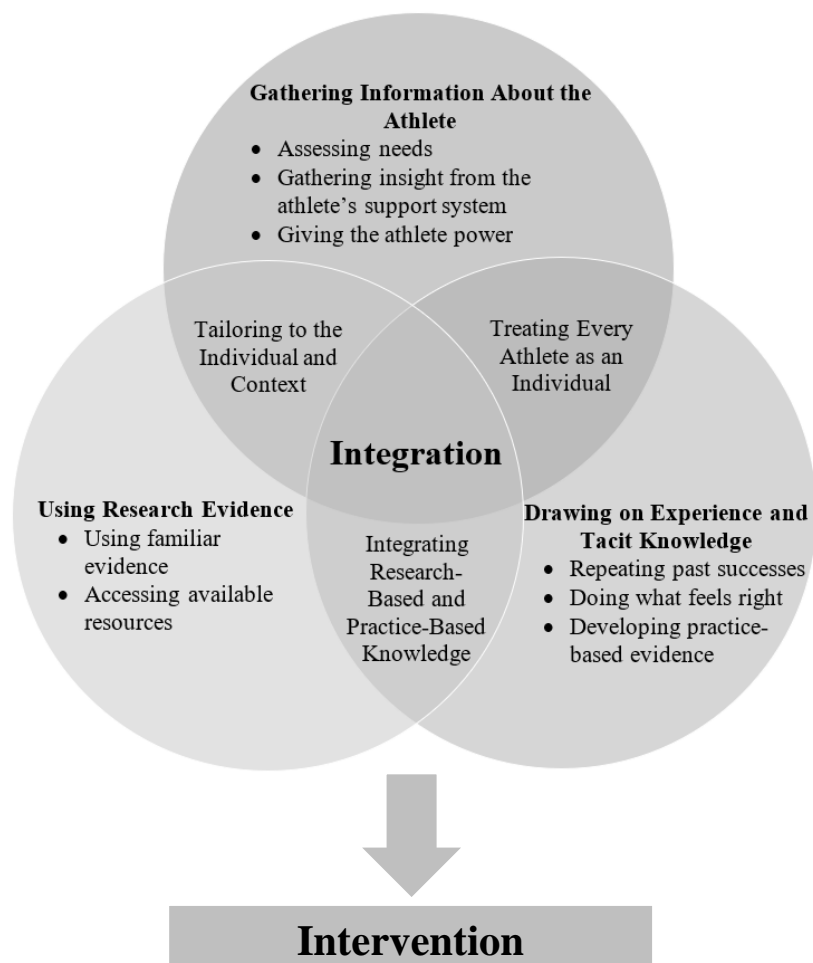 Gathering Information About the
Athlete
• Assessing needs
• Gathering insight from the
athlete's support system
• Giving the athlete power
Tailoring to the
Individual and
Context
Treating Every
Athlete as an
Individual
Integration
Using Research Evidence
• Using familiar
evidence
• Accessing available
resources
Integrating
Research-
Based and
Practice-Based
Knowledge
Drawing on Experience and
Tacit Knowledge
• Repeating past successes
• Doing what feels right
• Developing practice-
based evidence
Intervention